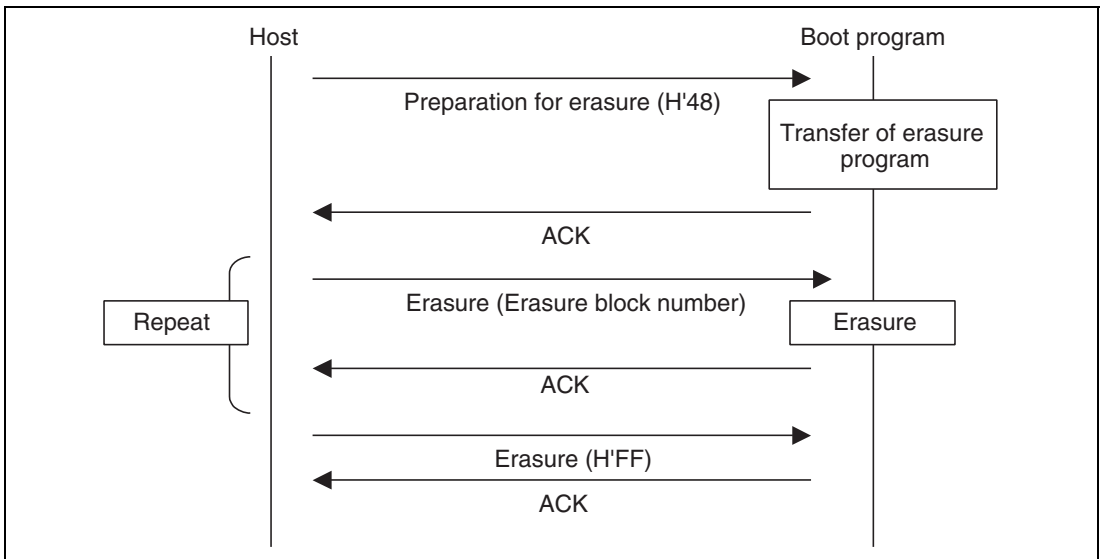 Host
Boot program
Preparation for erasure (H'48)
Transfer of erasure
program
ACK
Erasure (Erasure block number)
Repeat
Erasure
ACK
Erasure (H'FF)
ACK